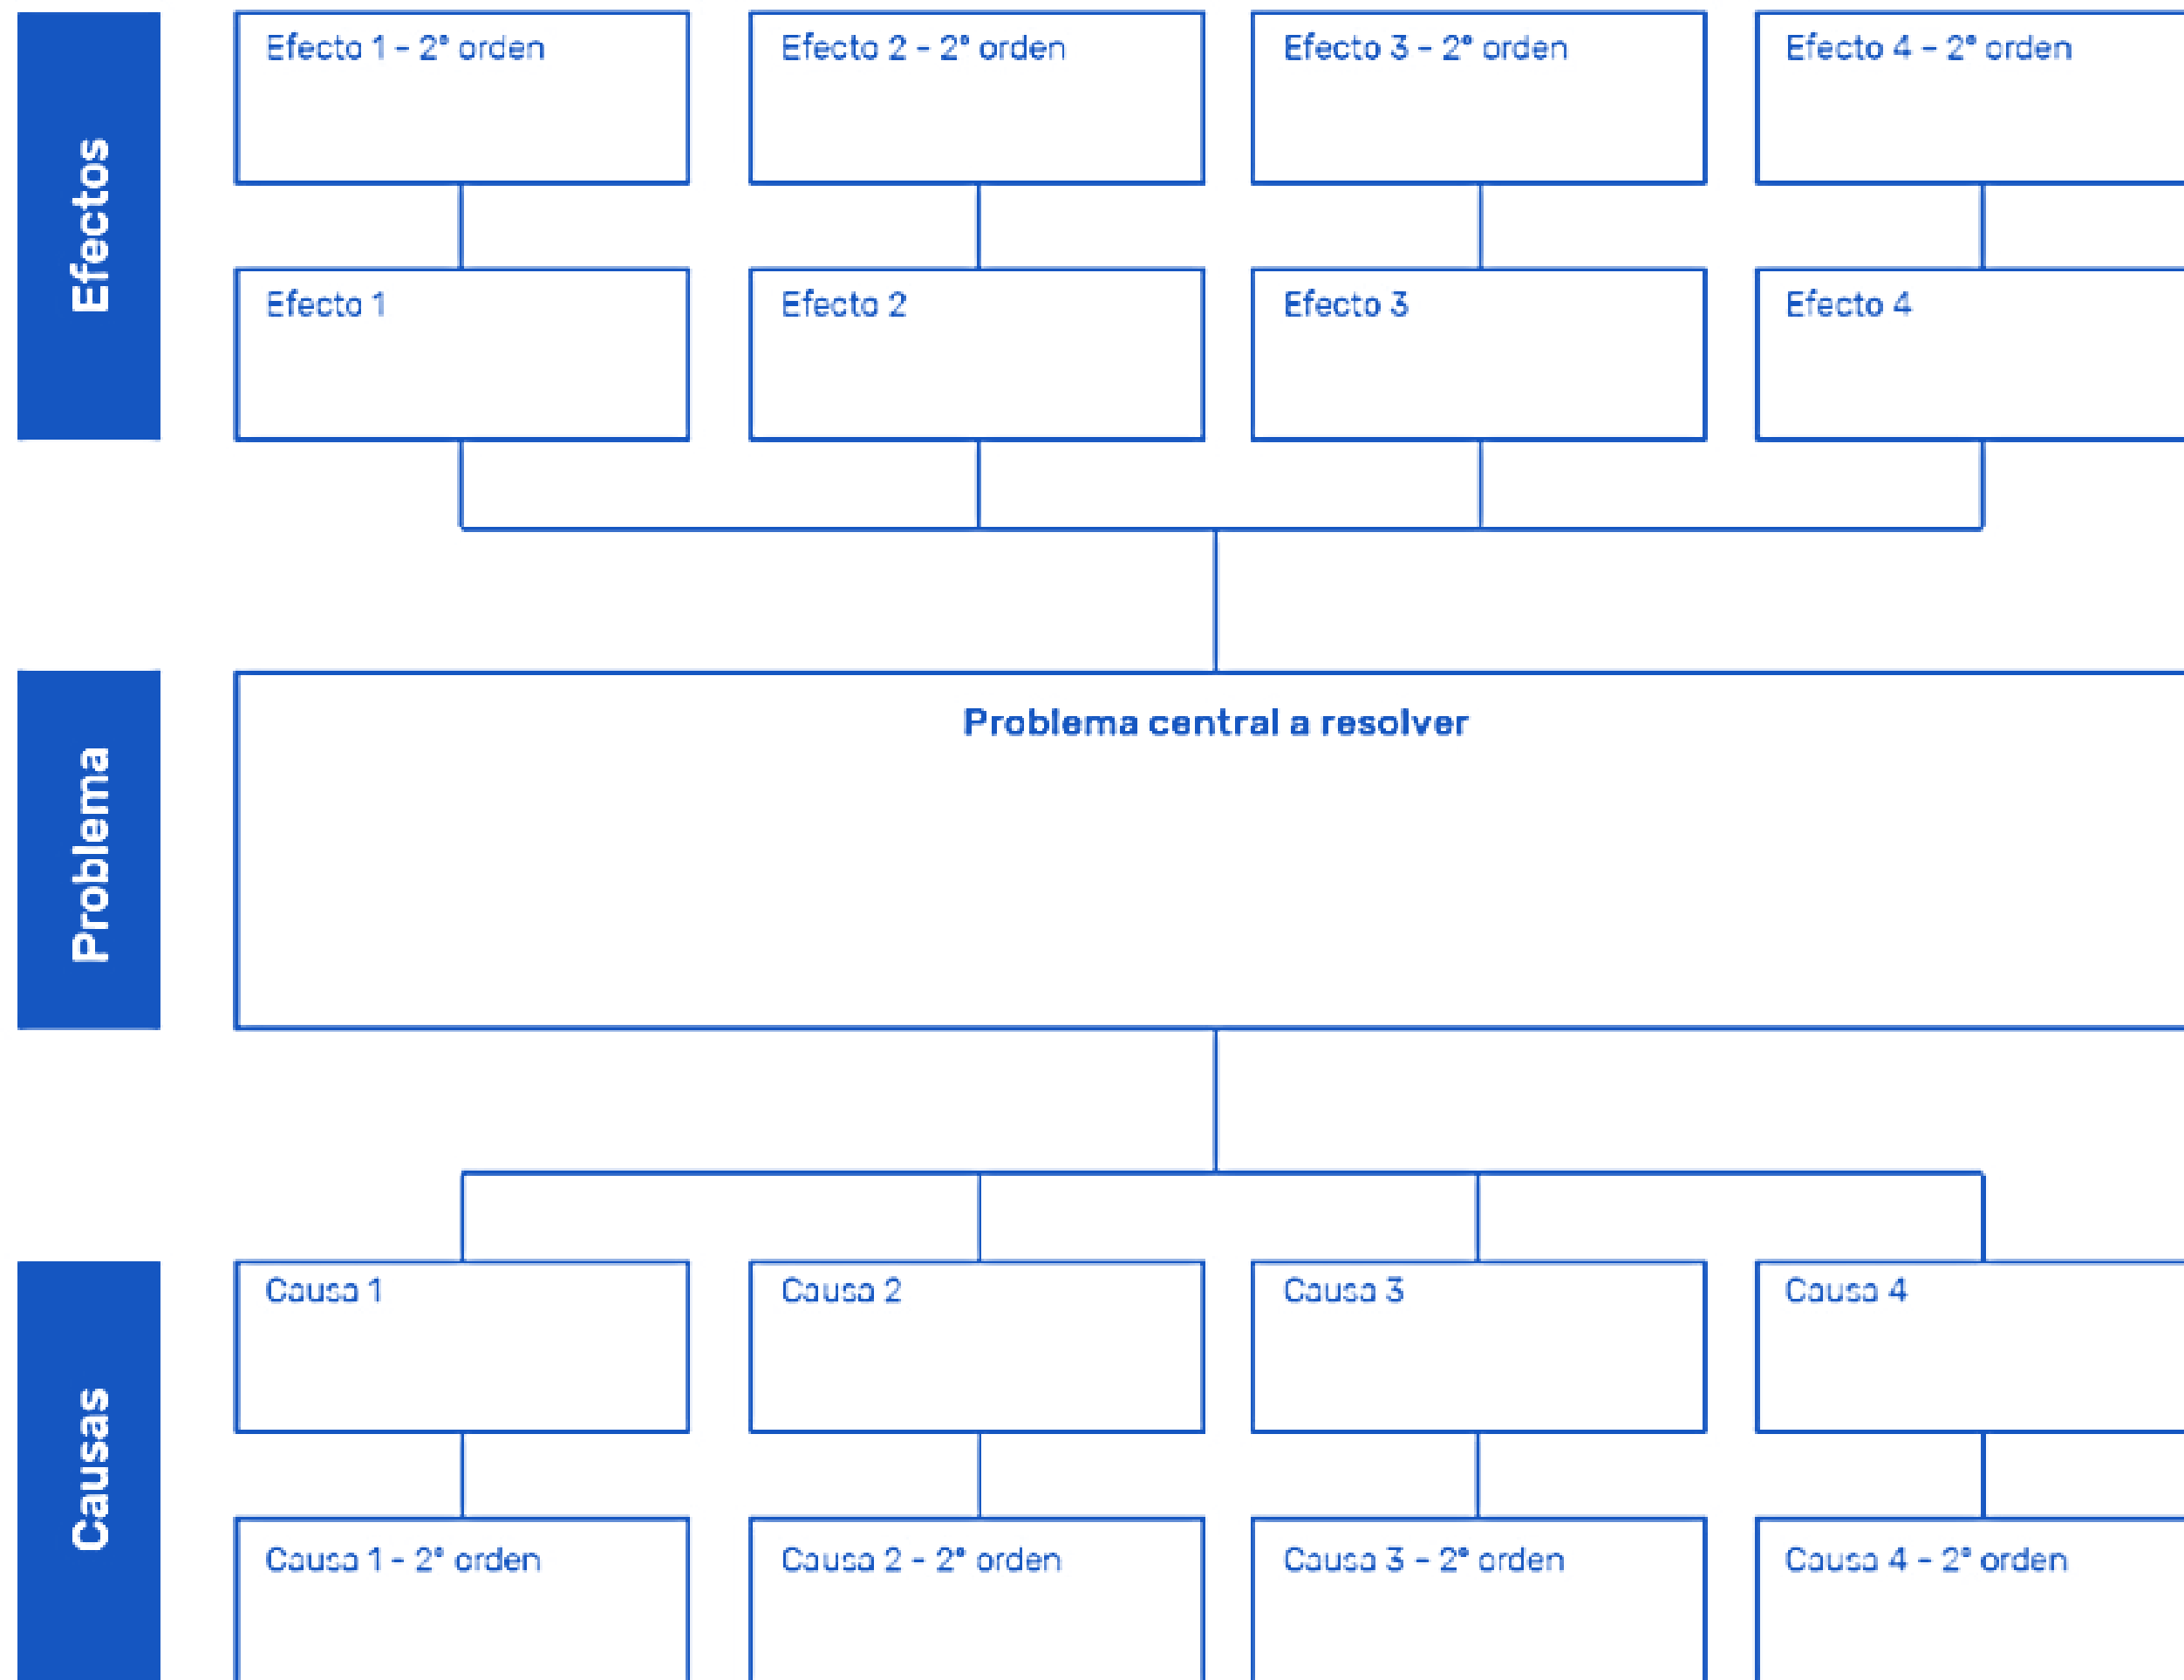 Efectos
Efecto 1 - 2° orden
Efecto 2 - 2° orden
Efecto 3 - 2° orden
Efecto 4 - 2° orden
Efecto 1
Efecto 2
Efecto 3
Efecto 4
Problema
Problema central a resolver
Causas
Causa 1
Causa 2
Causa 3
Causa 4
Causa 1 - 2° orden
Causa 2 - 2° orden
Causa 3 - 2° orden
Causa 4 - 2° orden